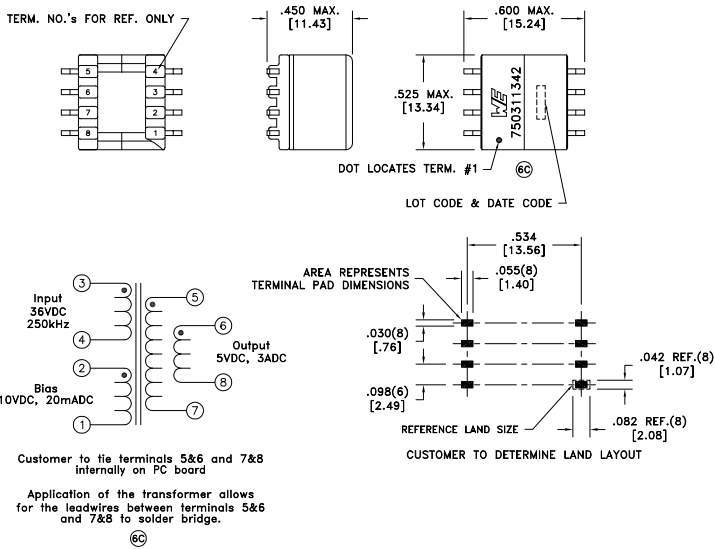 TERM. NO.'s FOR REF. ONLY
.450 MAX.
[11.43]
.600 MAX.
[15.24]
5
4
6
3
7
2
8
1
.525 MAX.
[13.34]
WE
750311342
DOT LOCATES TERM. #1
6C
LOT CODE & DATE CODE
3
Input
36VDC
250kHz
4
2
Bias
10VDC, 20mADC
1
5
6
Output
5VDC, 3ADC
8
7
Customer to tie terminals 5&6 and 7&8
internally on PC board
Application of the transformer allows
for the leadwires between terminals 5&6
and 7&8 to solder bridge.
6C
.534
[13.56]
AREA REPRESENTS
TERMINAL PAD DIMENSIONS
.055(8)
[1.40]
.030(8)
[.76]
.042 REF.(8)
[1.07]
.098(6)
[2.49]
REFERENCE LAND SIZE
.082 REF.(8)
[2.08]
CUSTOMER TO DETERMINE LAND LAYOUT